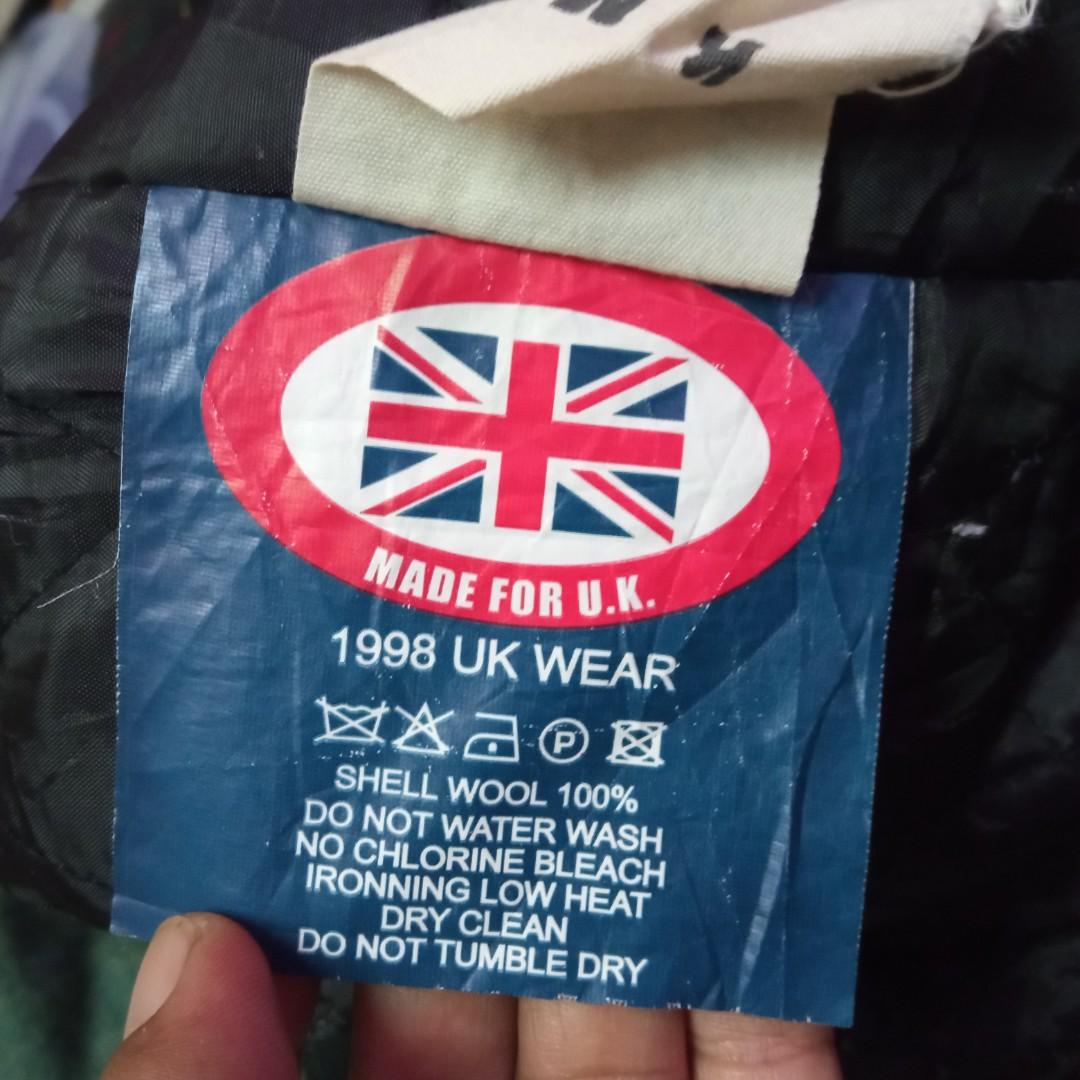 MADE FOR U.K.
1998 UK WEAR
P
SHELL WOOL 100%
DO NOT WATER WASH
NO CHLORINE BLEACH
IRONNING LOW HEAT
DRY CLEAN
DO NOT TUMBLE DRY